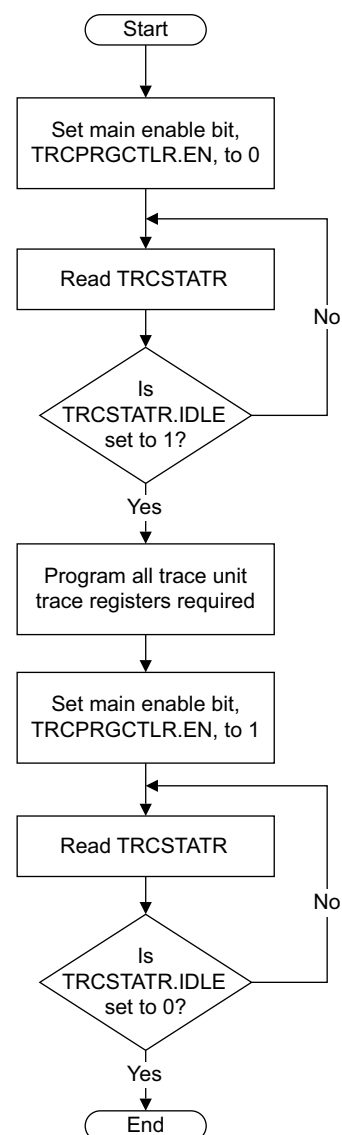 Start
Set main enable bit,
TRCPRGCTLR.EN, to 0
Read TRCSTATR
No
Is
TRCSTATR.IDLE
set to 1?
Yes
Program all trace unit
trace registers required
Set main enable bit,
TRCPRGCTLR.EN, to 1
Read TRCSTATR
No
Is
TRCSTATR.IDLE
set to 0?
Yes
End